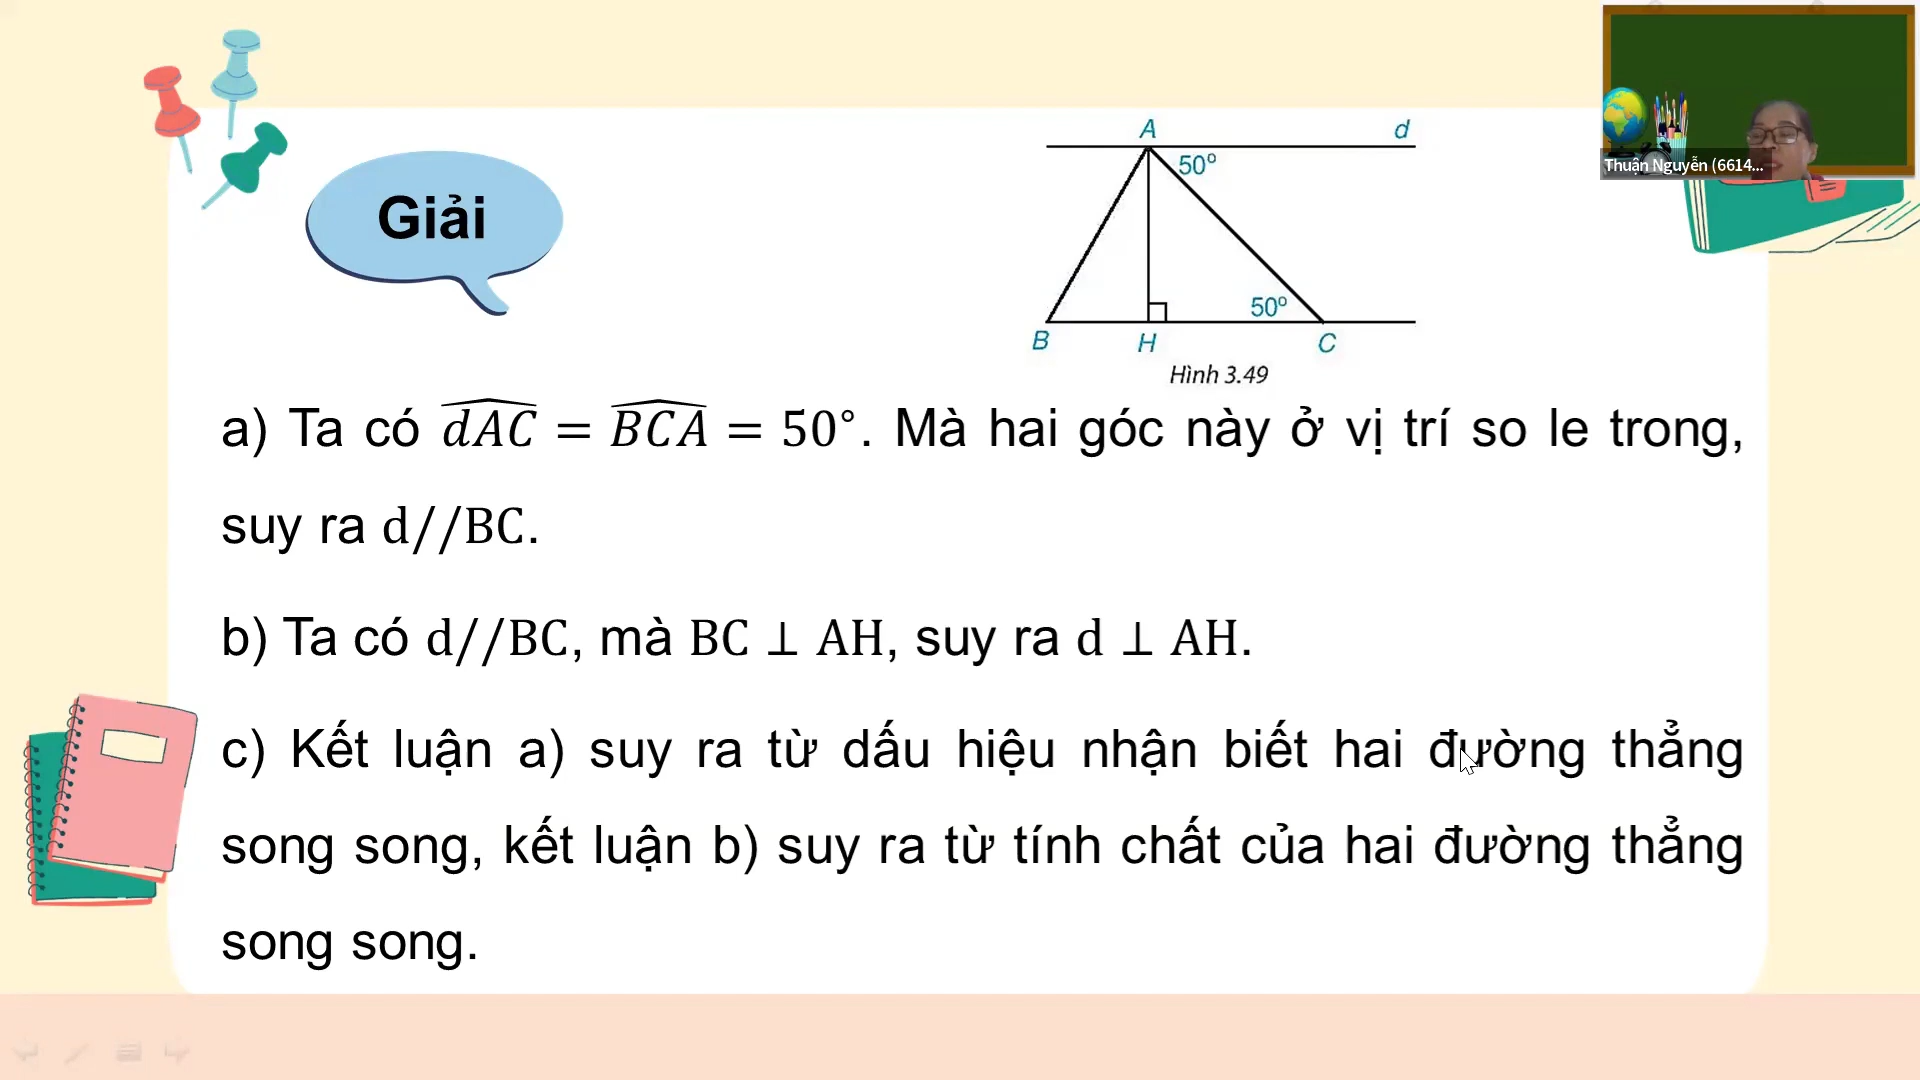 Thuận Nguyễn (6614...
Giải
A
d
50°
50°
B
H
C
Hình 3.49
a) Ta có dAC = BCA = 50°. Mà hai góc này ở vị trí so le trong,
suy ra d//BC.
b) Ta có d//BC, mà BC ⊥ AH, suy ra d ⊥ AH.
c) Kết luận a) suy ra từ dấu hiệu nhận biết hai đường thẳng
song song, kết luận b) suy ra từ tính chất của hai đường thẳng
song song.